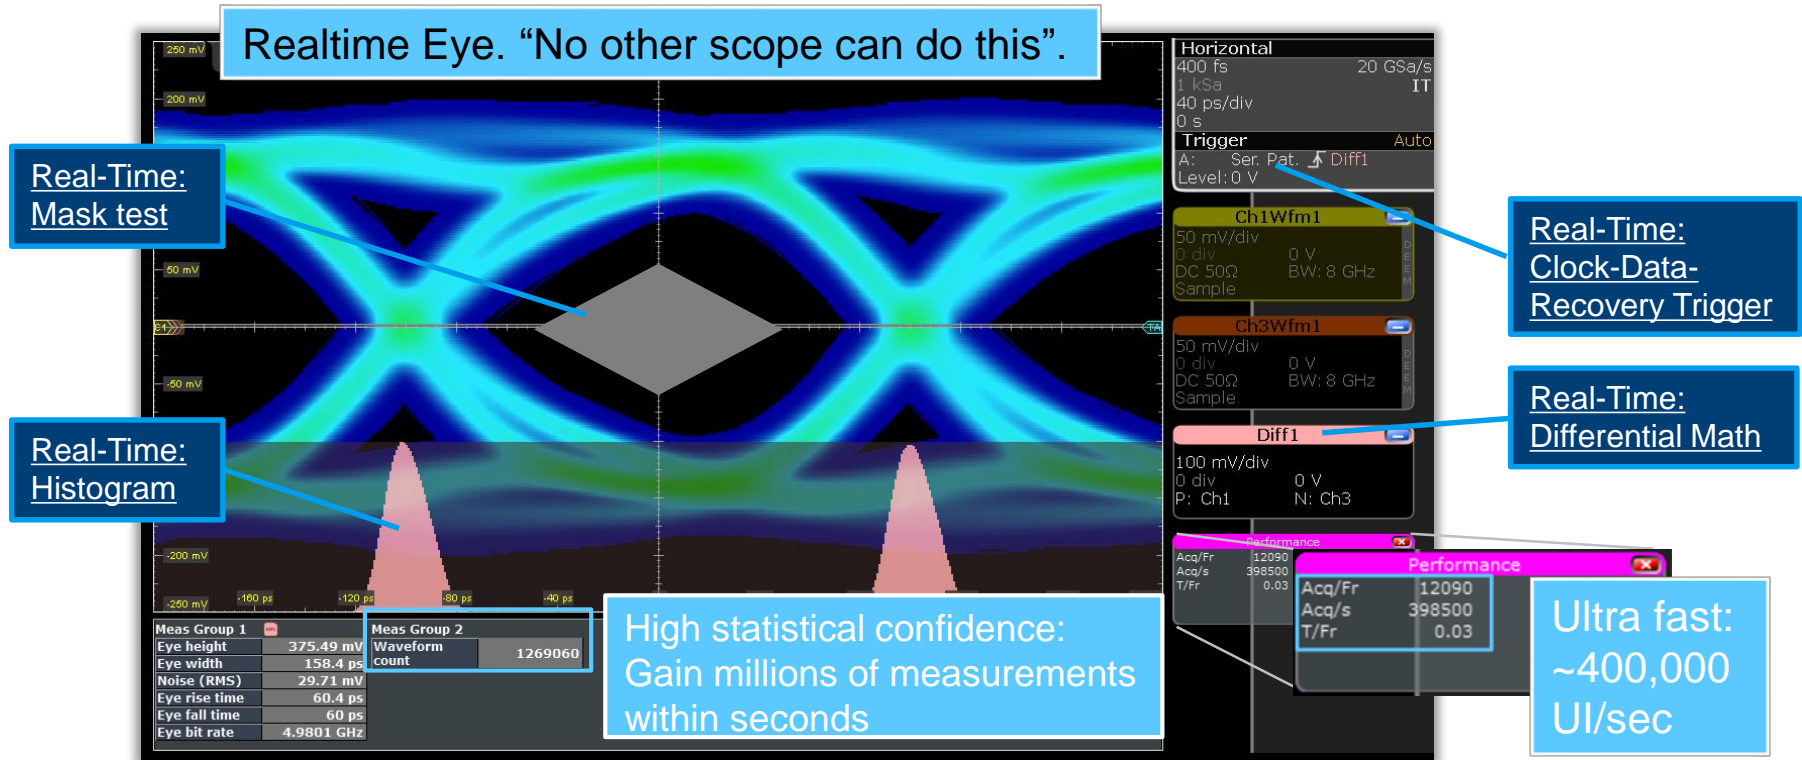 Realtime Eye. “No other scope can do this”.
250 mV
200 mV
50 mV
-50 mV
-200 mV
-250 mV
-160 ps
-120 ps
-80 ps
-40 ps
C1
TA
Real-Time:
Mask test
Real-Time:
Histogram
Horizontal
400 fs 20 GSa/s
1 kSa IT
40 ps/div
0 s
Trigger Auto
A: Ser. Pat. Diff1
Level: 0 V
Ch1Wfm1
50 mV/div
0 div 0 V
DC 50Ω BW: 8 GHz
Sample
Ch3Wfm1
50 mV/div
0 div 0 V
DC 50Ω BW: 8 GHz
Sample
Diff1
100 mV/div
0 div 0 V
P: Ch1 N: Ch3
Real-Time:
Clock-Data-
Recovery Trigger
Real-Time:
Differential Math
Performance
Acq/Fr 12090
Acq/s 398500
T/Fr 0.03
Performance
Acq/Fr 12090
Acq/s 398500
T/Fr 0.03
Ultra fast:
~400,000
UI/sec
Meas Group 1
Eye height 375.49 mV
Eye width 158.4 ps
Noise (RMS) 29.71 mV
Eye rise time 60.4 ps
Eye fall time 60 ps
Eye bit rate 4.9801 GHz
Meas Group 2
Waveform
count 1269060
High statistical confidence:
Gain millions of measurements
within seconds